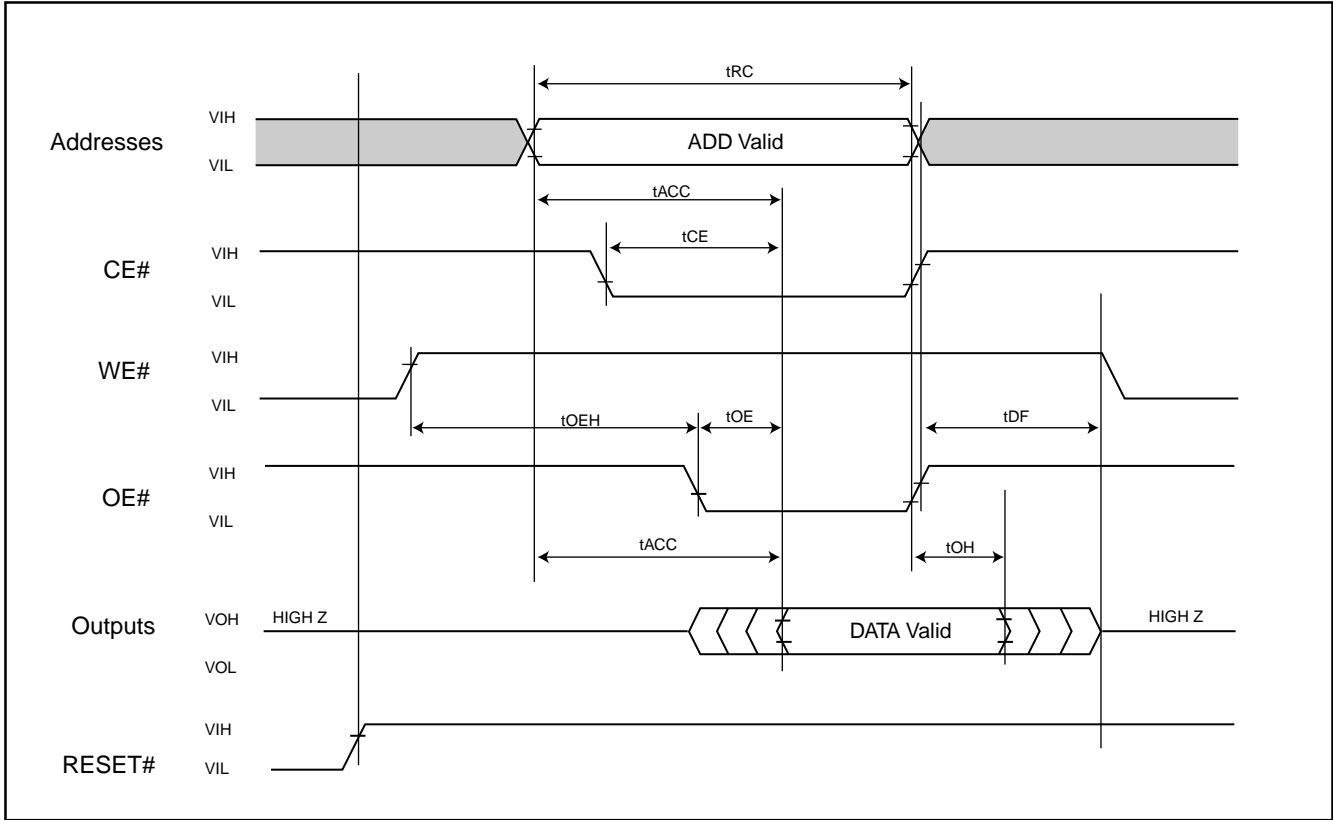 tRC
Addresses
VIH
VIL
ADD Valid
tACC
tCE
CE#
VIH
VIL
WE#
VIH
VIL
tOEH
tOE
tDF
OE#
VIH
VIL
tACC
tOH
Outputs
VOH
HIGH Z
DATA Valid
HIGH Z
VOL
RESET#
VIH
VIL